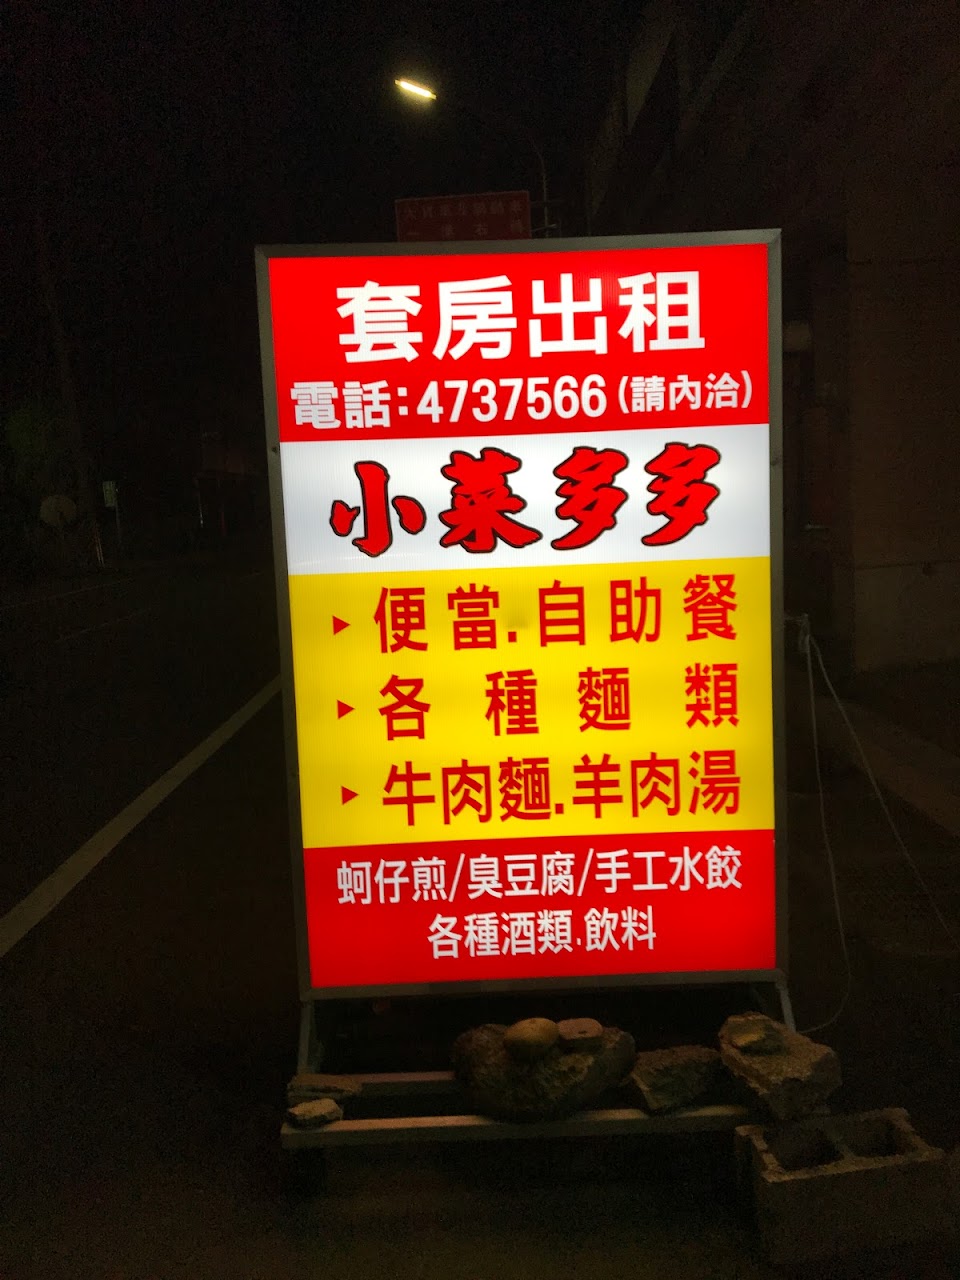 套房出租
電話:4737566(請內洽)
小菜多多
▸便當.自助餐
▸各種麵類
▸牛肉麵.羊肉湯
蚵仔煎/臭豆腐/手工水餃
各種酒類.飲料